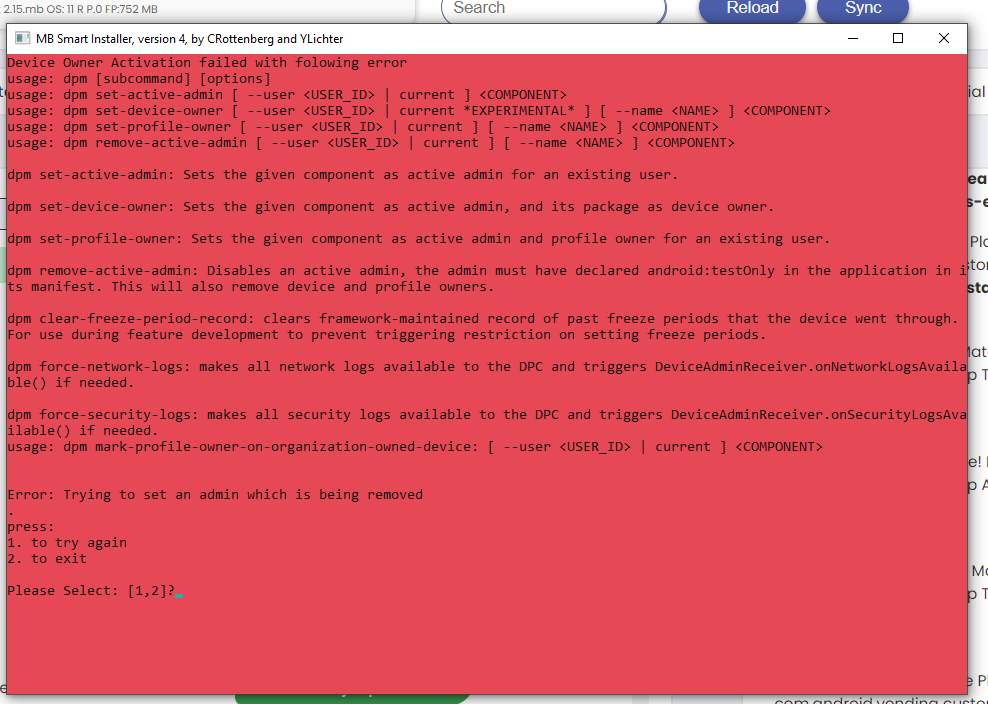 2.15.mb OS: 11 R P.0 FP:752 MB
Search
Reload
Sync
MB Smart Installer, version 4, by CRottenberg and YLichter
Device Owner Activation failed with folowing error
usage: dpm [subcommand] [options]
usage: dpm set-active-admin [ --user <USER_ID> | current ] <COMPONENT>
usage: dpm set-device-owner [ --user <USER_ID> | current *EXPERIMENTAL* ] [ --name <NAME> ] <COMPONENT>
usage: dpm set-profile-owner [ --user <USER_ID> | current ] [ --name <NAME> ] <COMPONENT>
usage: dpm remove-active-admin [ --user <USER_ID> | current ] [ --name <NAME> ] <COMPONENT>
dpm set-active-admin: Sets the given component as active admin for an existing user.
dpm set-device-owner: Sets the given component as active admin, and its package as device owner.
dpm set-profile-owner: Sets the given component as active admin and profile owner for an existing user.
dpm remove-active-admin: Disables an active admin, the admin must have declared android:testOnly in the application in i
ts manifest. This will also remove device and profile owners.
dpm clear-freeze-period-record: clears framework-maintained record of past freeze periods that the device went through.
For use during feature development to prevent triggering restriction on setting freeze periods.
dpm force-network-logs: makes all network logs available to the DPC and triggers DeviceAdminReceiver.onNetworkLogsAvaila
ble() if needed.
dpm force-security-logs: makes all security logs available to the DPC and triggers DeviceAdminReceiver.onSecurityLogsAva
ilable() if needed.
usage: dpm mark-profile-owner-on-organization-owned-device: [ --user <USER_ID> | current ] <COMPONENT>
Error: Trying to set an admin which is being removed
.
press:
1. to try again
2. to exit
Please Select: [1,2]?